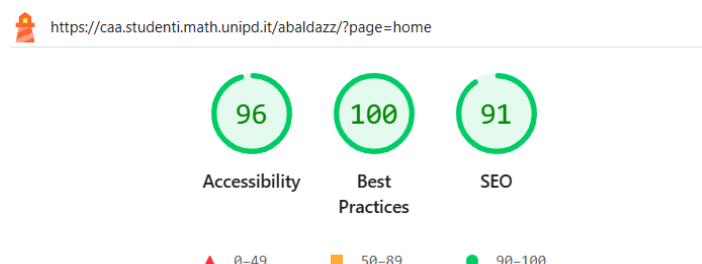 https://caa.studenti.math.unipd.it/abaldazz/?page=home
96 100 91
Accessibility Best Practices SEO
0–49 50–89 90–100